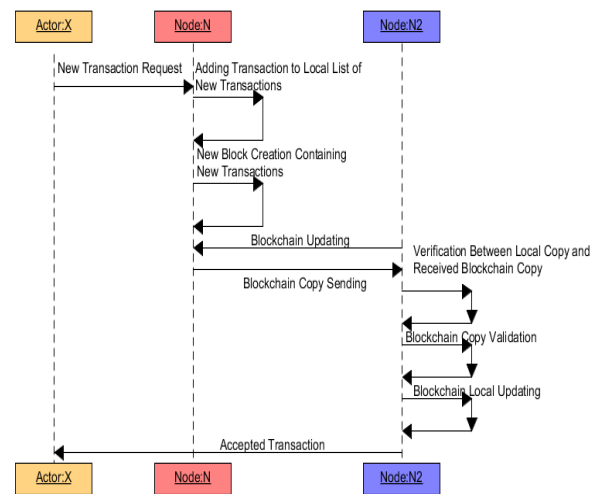 Actor:X
Node:N
Node:N2
New Transaction Request
Adding Transaction to Local List of
New Transactions
New Block Creation Containing
New Transactions
Blockchain Updating
Verification Between Local Copy and
Received Blockchain Copy
Blockchain Copy Sending
Blockchain Copy Validation
Blockchain Local Updating
Accepted Transaction
Actor:X
Node:N
Node:N2